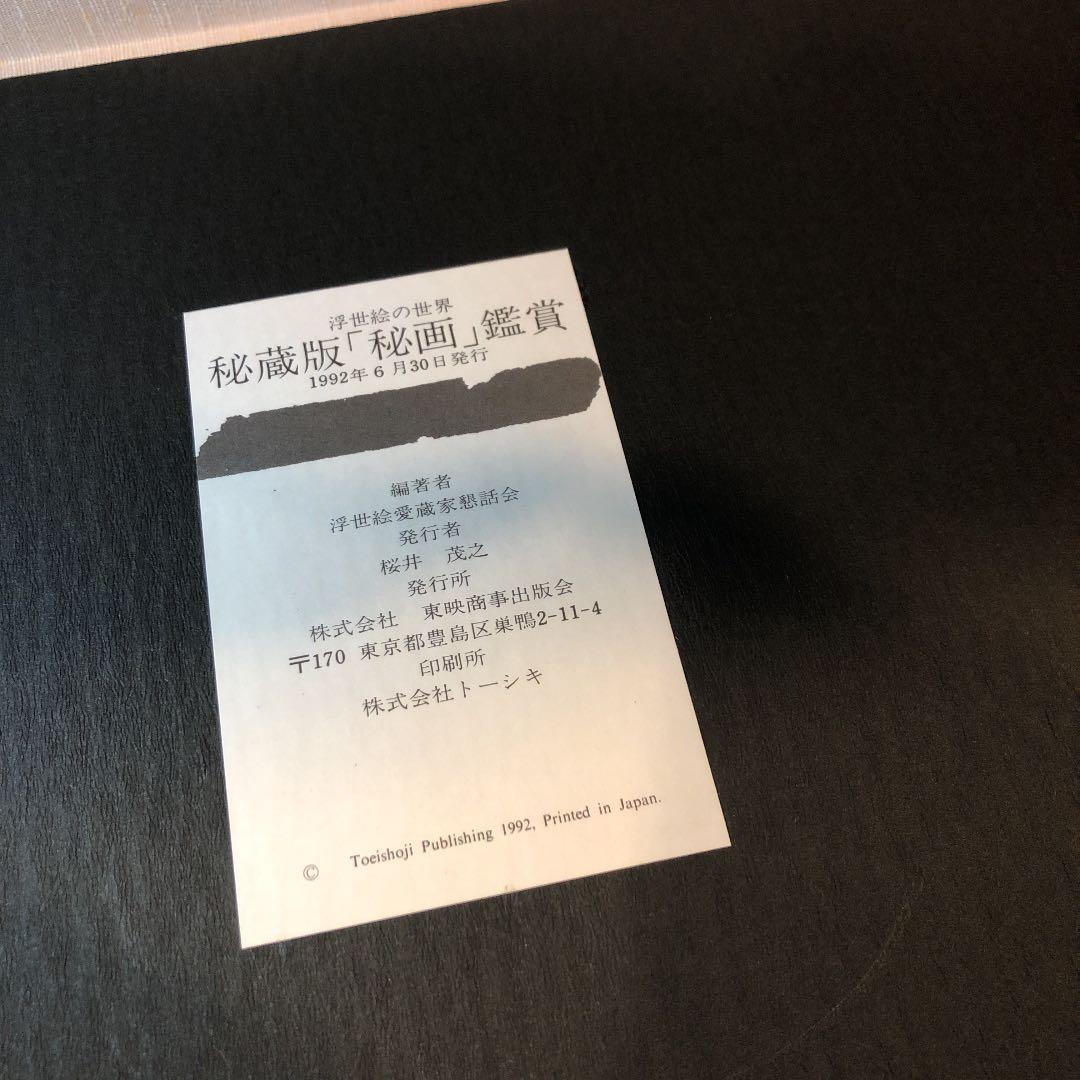 浮世絵の世界
秘蔵版「秘画」鑑賞
1992年6月30日発行
編著者
浮世絵愛蔵家懇話会
発行者
桜井 茂之
発行所
株式会社 東映商事出版会
〒170 東京都豊島区巣鴨2-11-4
印刷所
株式会社トーシキ
© Toeishoji Publishing 1992, Printed in Japan.